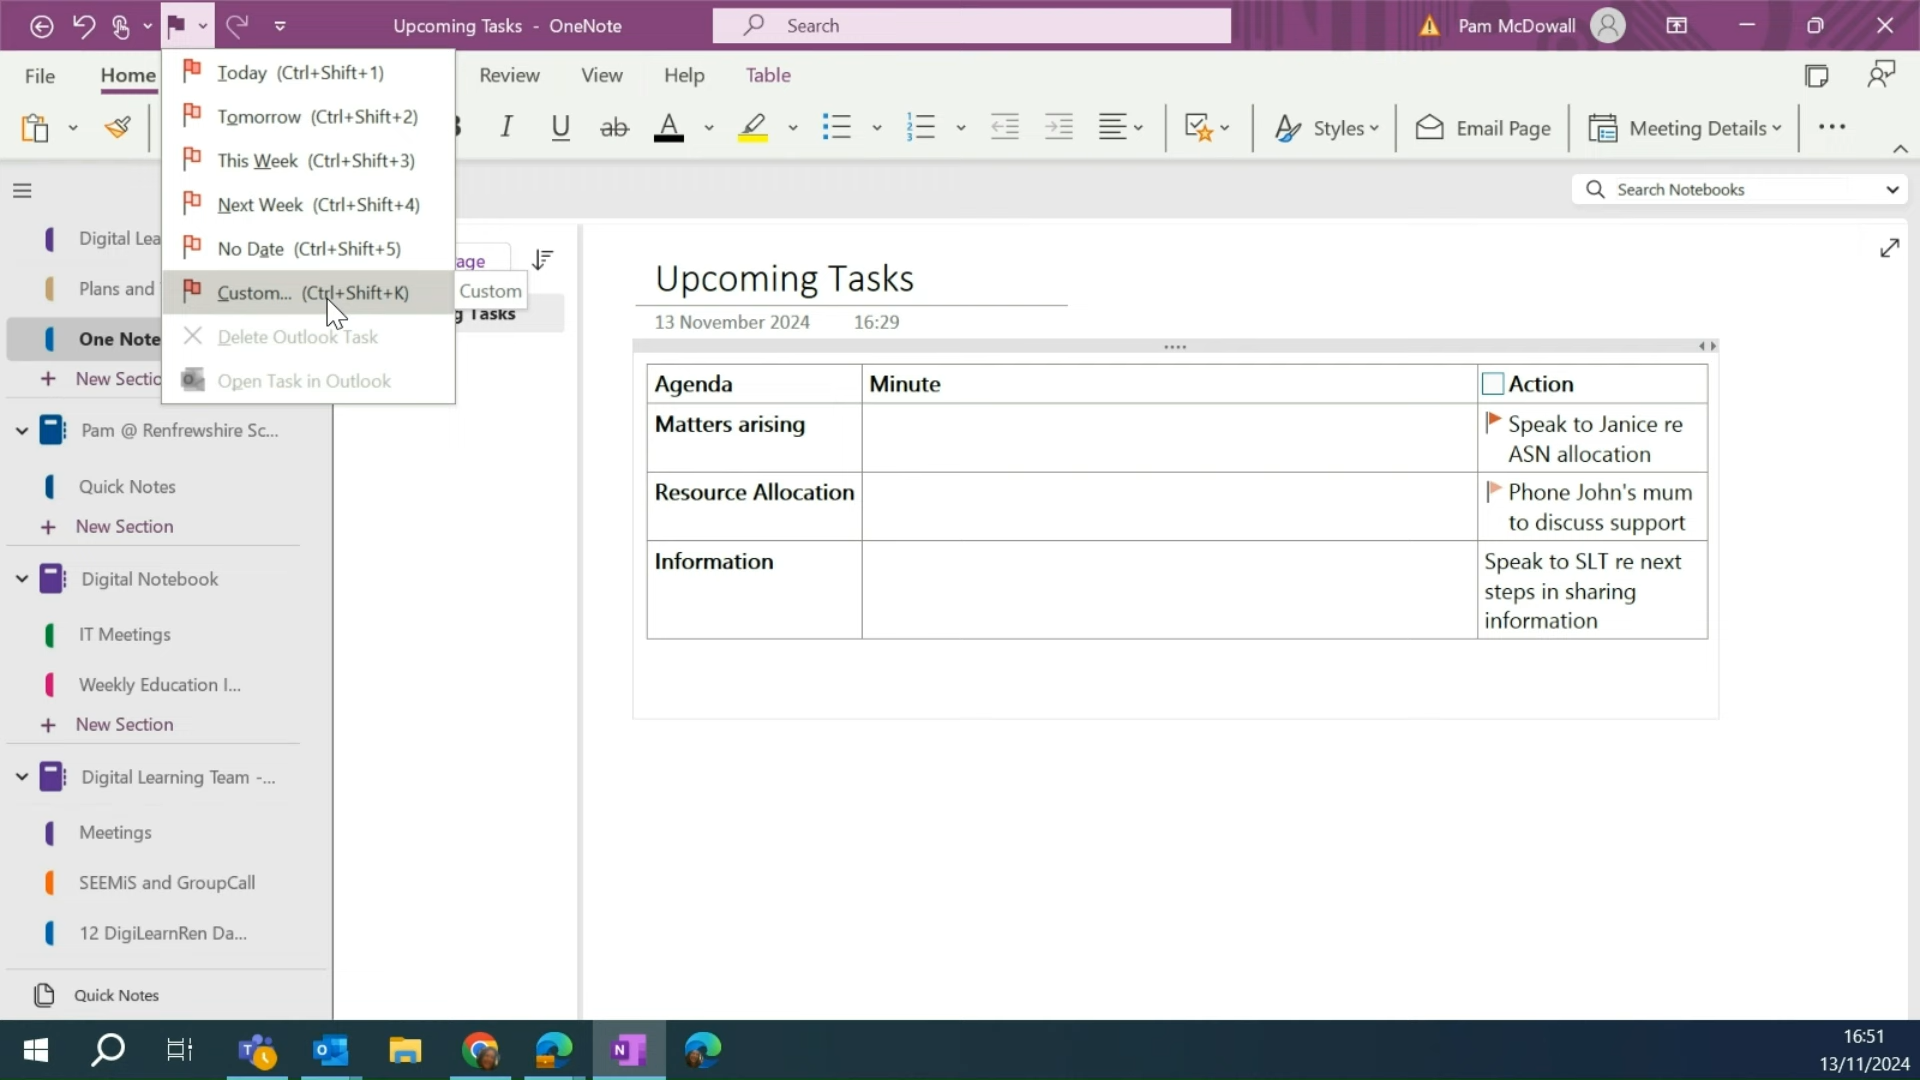 Upcoming Tasks - OneNote
Search
Pam McDowall
File
Home
Review
View
Help
Table
Today (Ctrl+Shift+1)
Tomorrow (Ctrl+Shift+2)
This Week (Ctrl+Shift+3)
Next Week (Ctrl+Shift+4)
No Date (Ctrl+Shift+5)
Custom... (Ctrl+Shift+K)
Delete Outlook Task
Open Task in Outlook
Custom
Styles
Email Page
Meeting Details
Search Notebooks
Digital Lea
Plans and
One Note
New Sectio
Pam @ Renfrewshire Sc...
Quick Notes
New Section
Digital Notebook
IT Meetings
Weekly Education I...
New Section
Digital Learning Team -...
Meetings
SEEMiS and GroupCall
12 DigiLearnRen Da...
Quick Notes
age
g Tasks
Upcoming Tasks
13 November 2024 16:29
Agenda Minute Action
Matters arising
Speak to Janice re
ASN allocation
Resource Allocation
Phone John's mum
to discuss support
Information
Speak to SLT re next
steps in sharing
information
16:51
13/11/2024